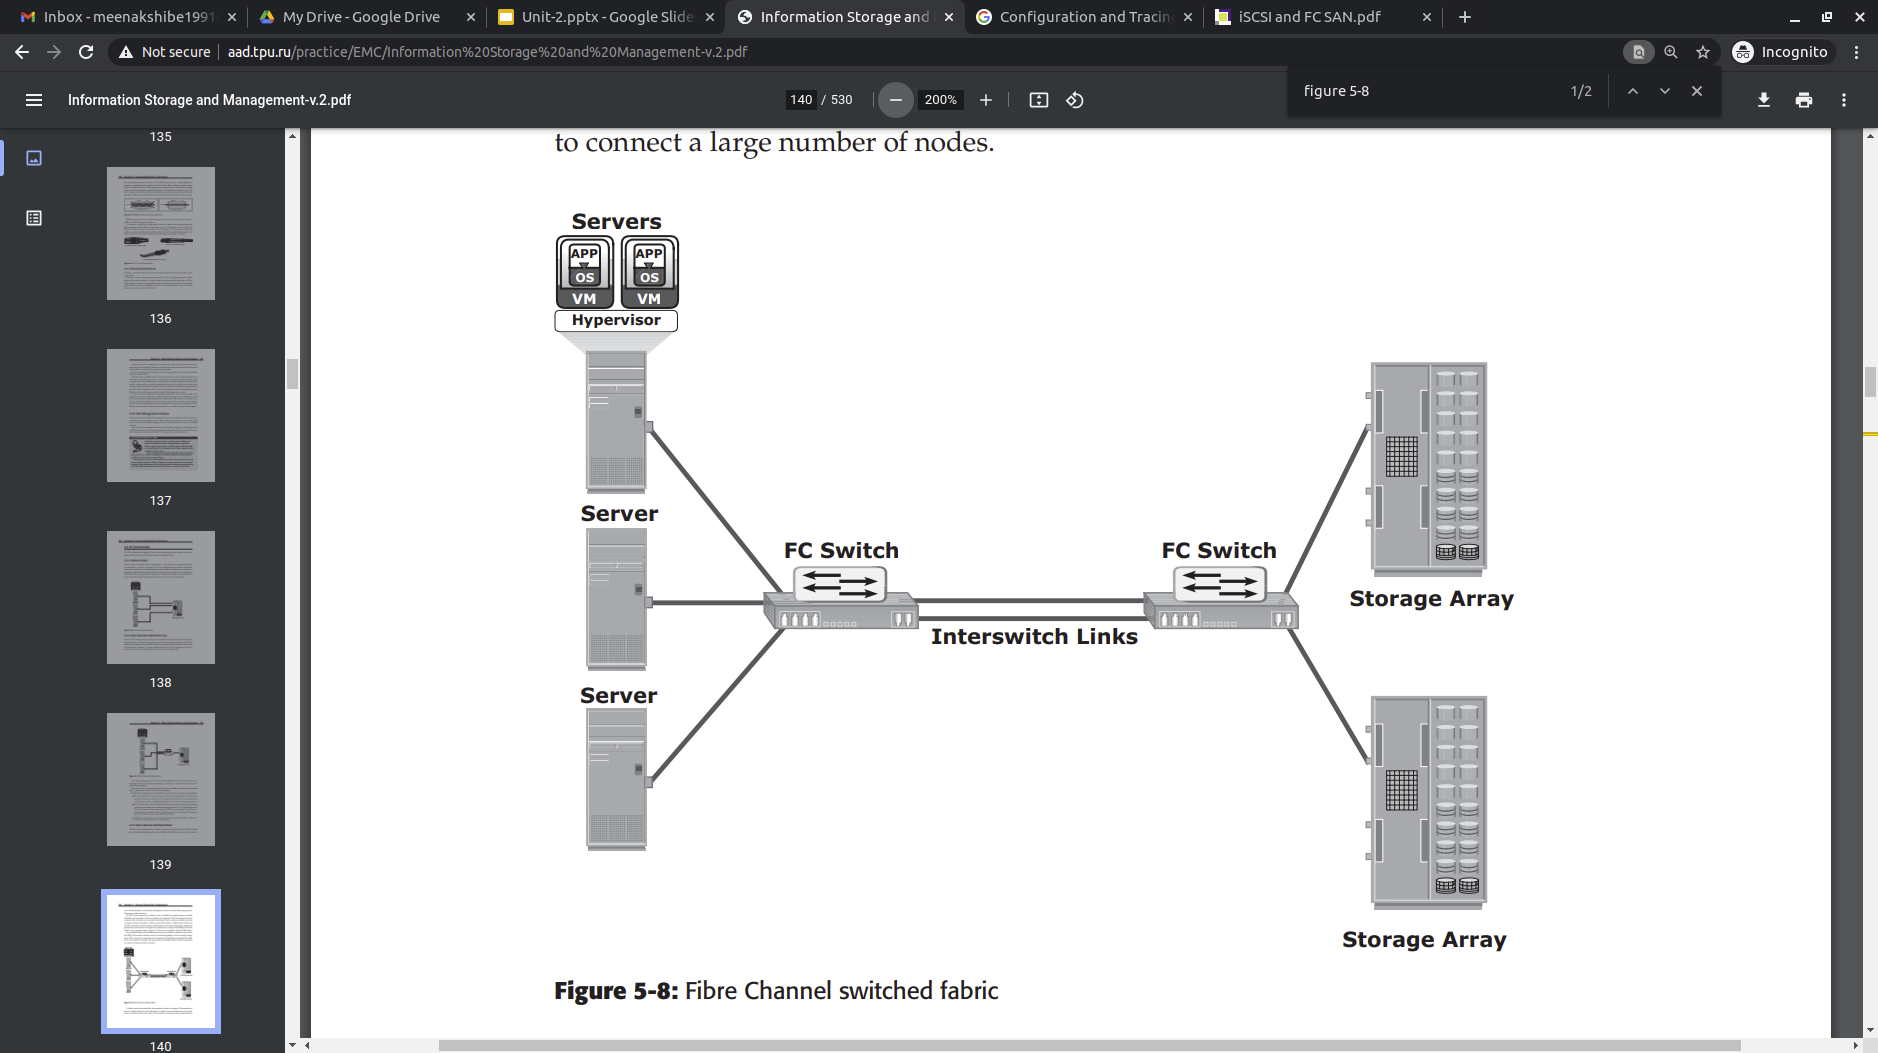 Inbox - meenakshibe1991
My Drive - Google Drive
Unit-2.pptx - Google Slide
Information Storage and
Configuration and Tracin
iSCSI and FC SAN.pdf
Not secure
aad.tpu.ru/practice/EMC/Information%20Storage%20and%20Management-v.2.pdf
Incognito
Information Storage and Management-v.2.pdf
140 / 530
200%
figure 5-8
1/2
135
136
137
138
139
140
to connect a large number of nodes.
Servers
APP APP
OS OS
VM VM
Hypervisor
Server
FC Switch
FC Switch
Storage Array
Interswitch Links
Server
Storage Array
Figure 5-8: Fibre Channel switched fabric